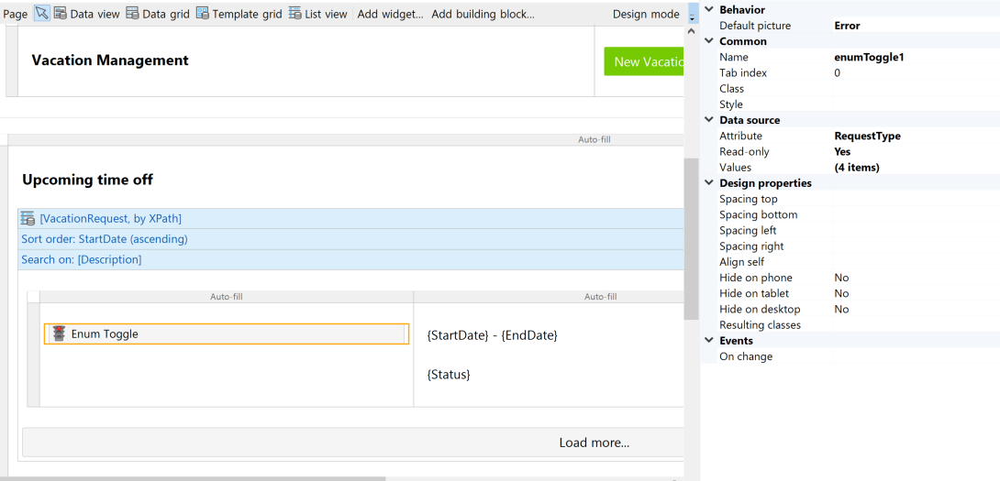 Page Data view Data grid Template grid List view Add widget... Add building block... Design mode
Vacation Management
New Vacatio
Auto-fill
Upcoming time off
[VacationRequest, by XPath]
Sort order: StartDate (ascending)
Search on: [Description]
Auto-fill Auto-fill
Enum Toggle
{StartDate} - {EndDate}
{Status}
Load more...
Behavior
Default picture Error
Common
Name enumToggle1
Tab index 0
Class
Style
Data source
Attribute RequestType
Read-only Yes
Values (4 items)
Design properties
Spacing top
Spacing bottom
Spacing left
Spacing right
Align self
Hide on phone No
Hide on tablet No
Hide on desktop No
Resulting classes
Events
On change